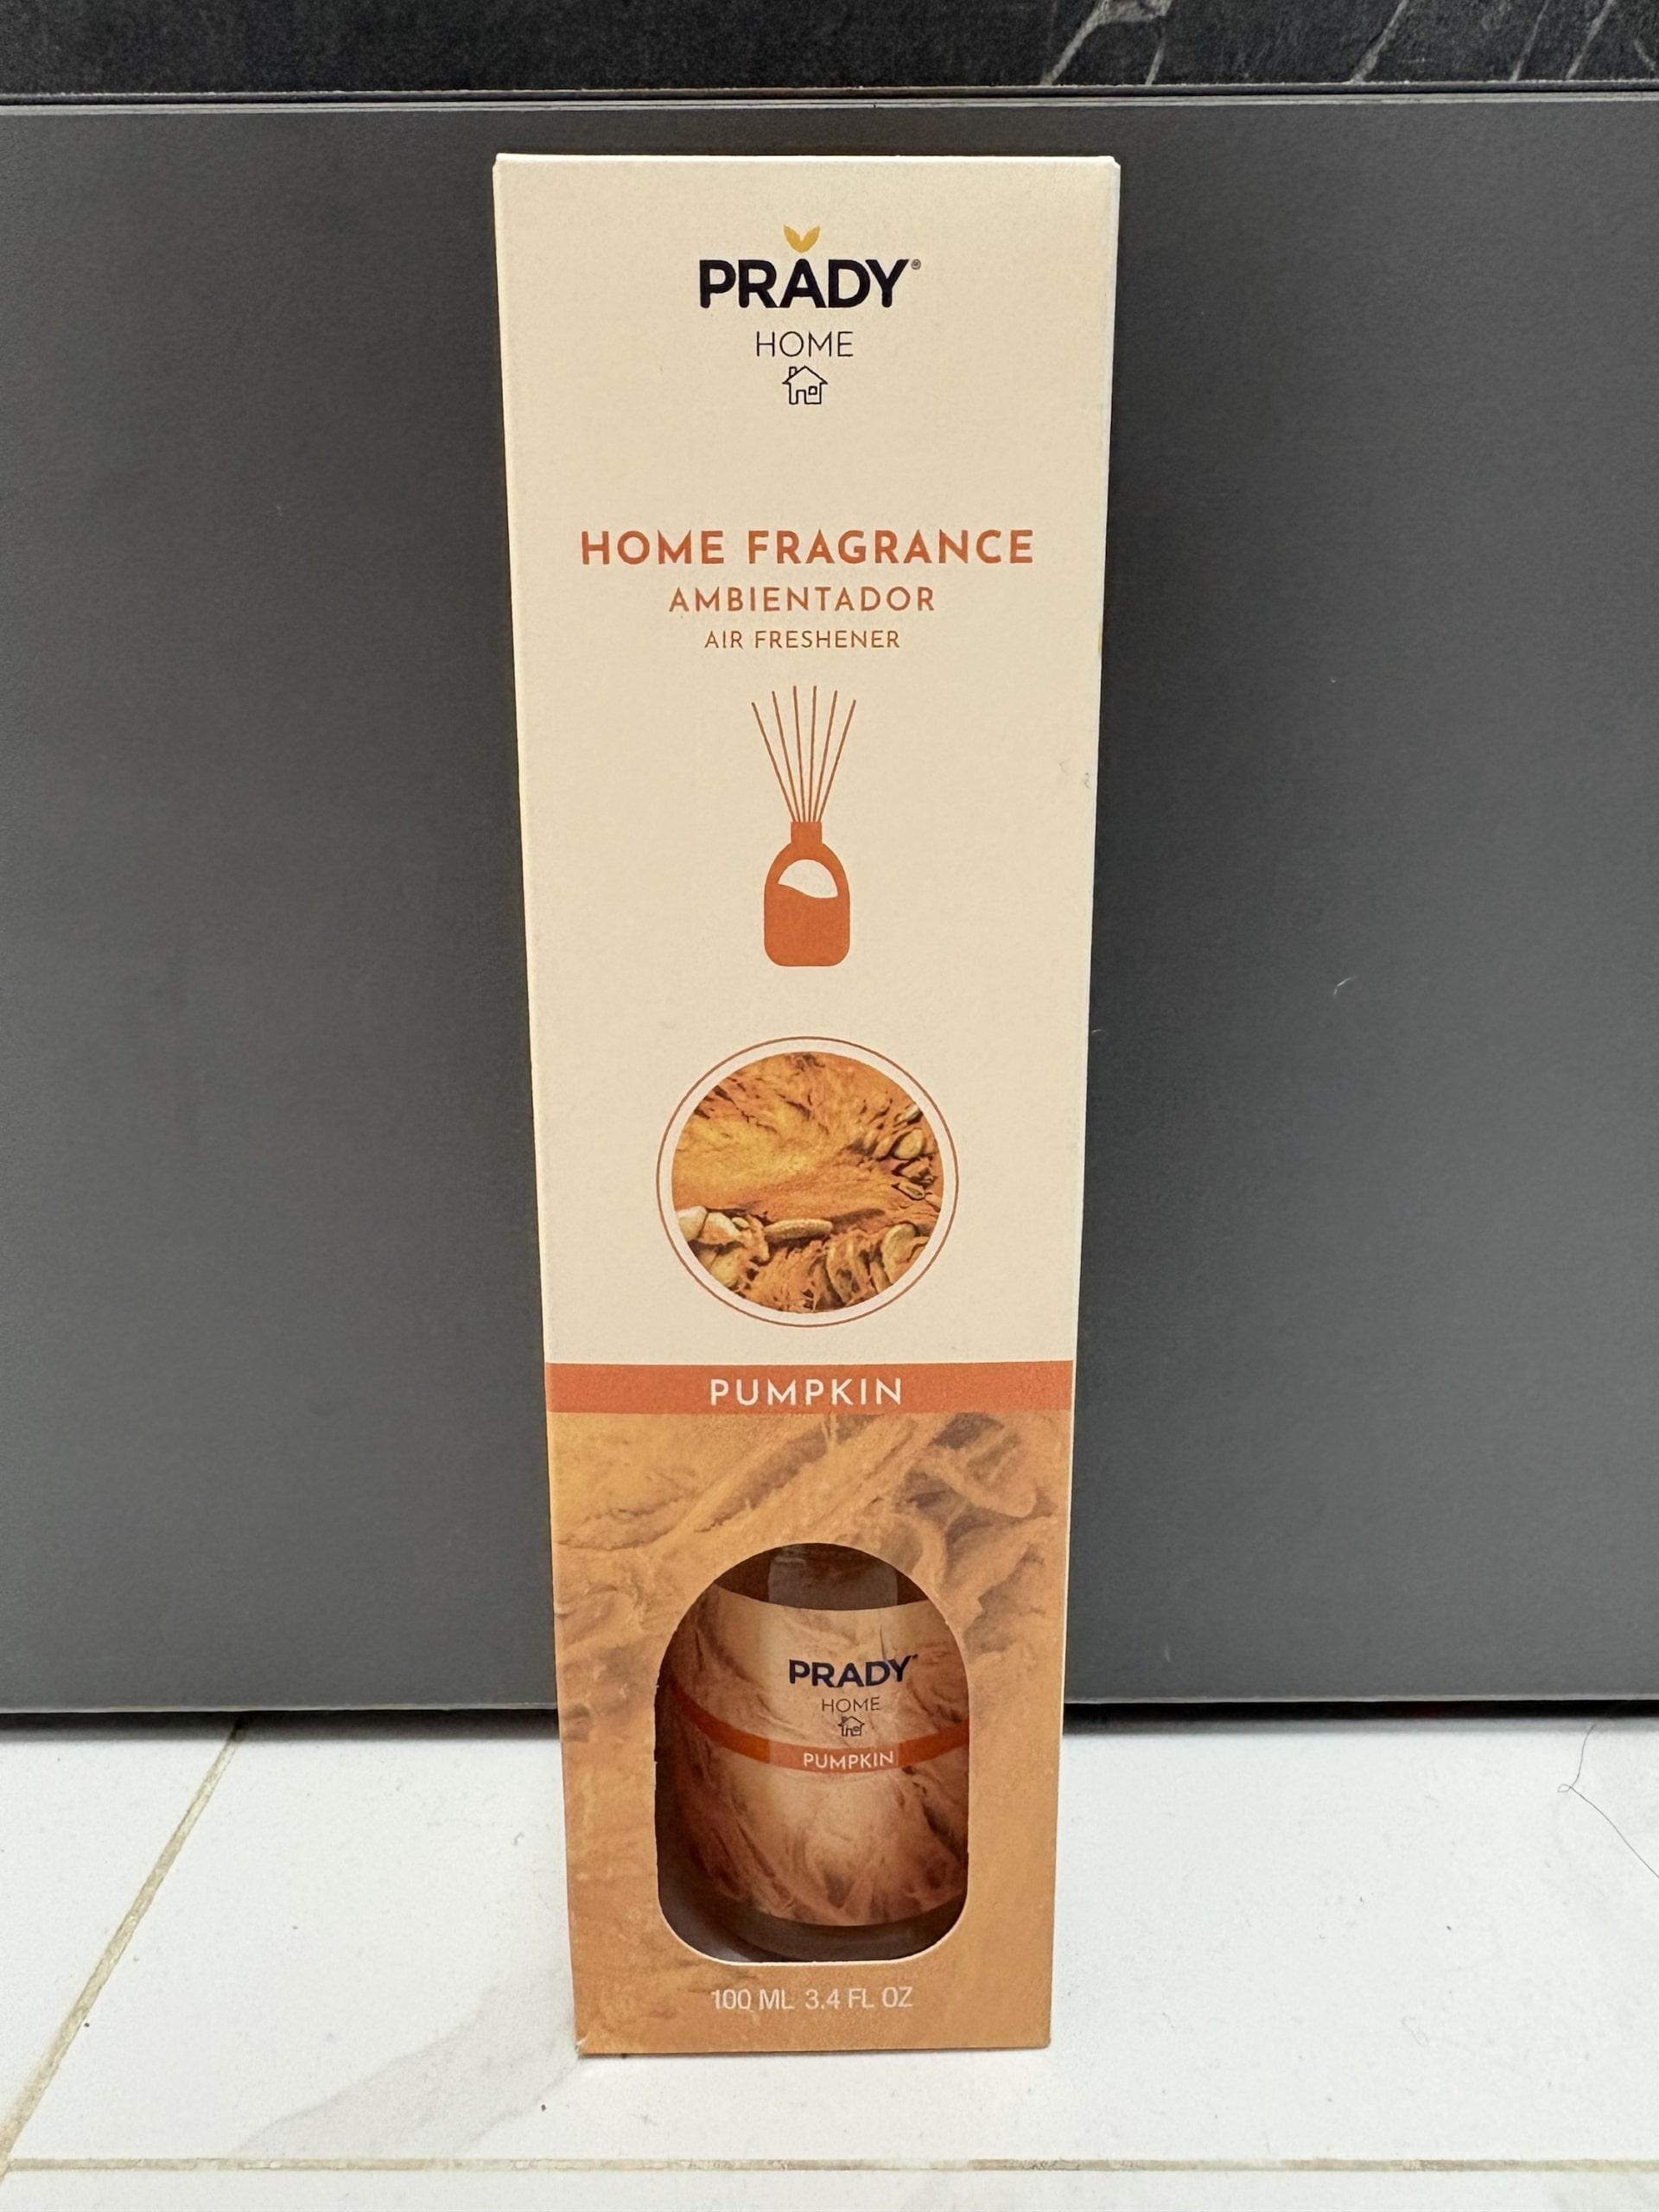 PRADY®
HOME
HOME FRAGRANCE
AMBIENTADOR
AIR FRESHENER
PUMPKIN
PRADY®
HOME
PUMPKIN
100 ML 3.4 FL OZ